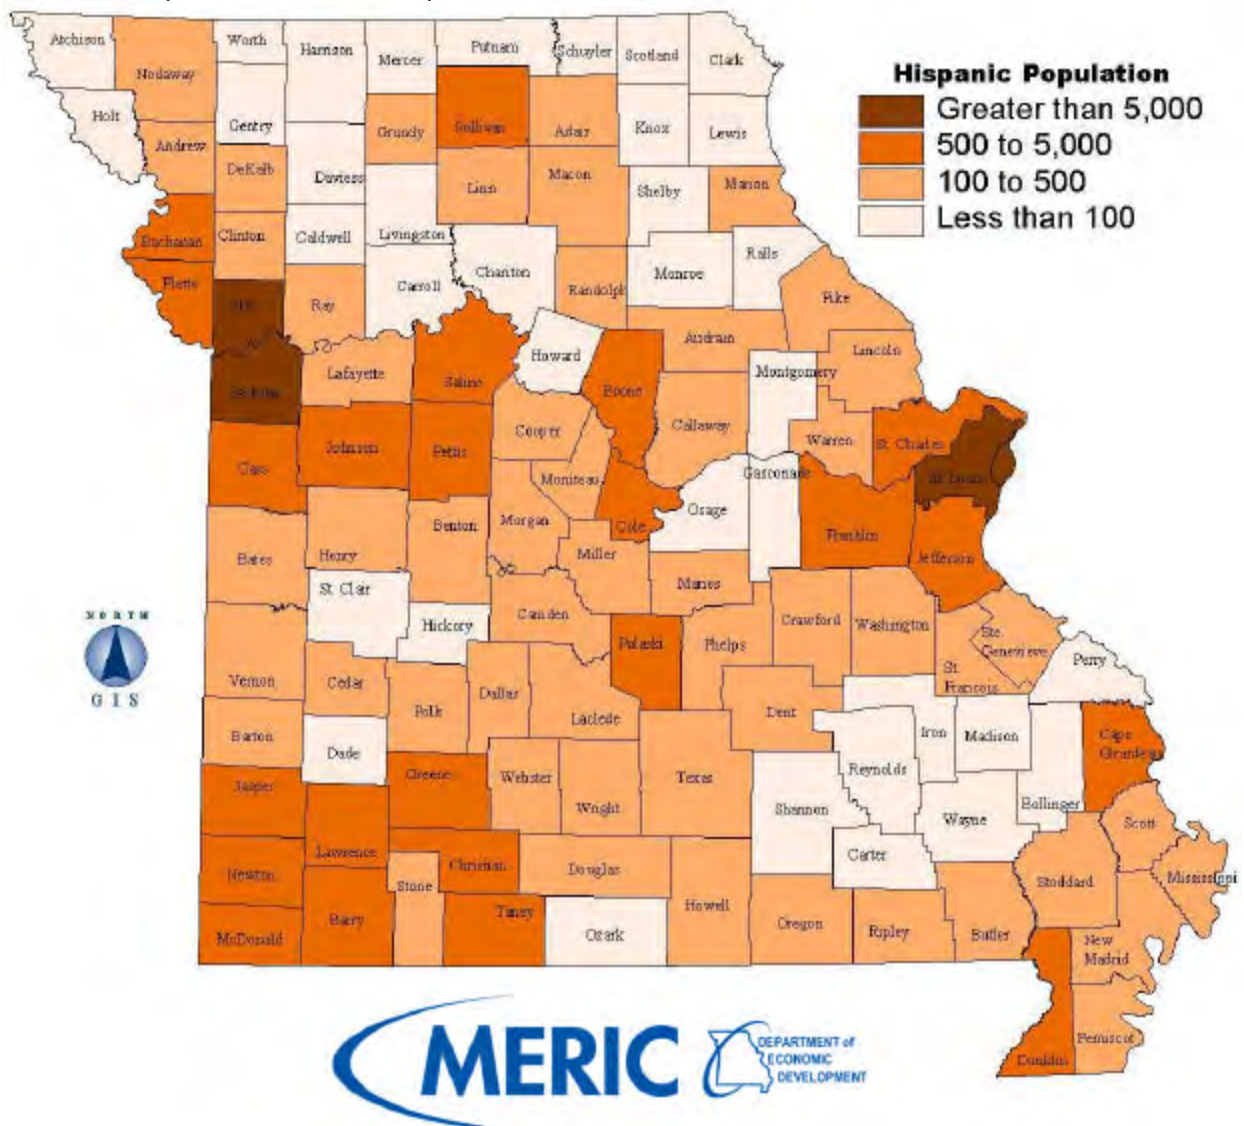 Hispanic Population
Greater than 5,000
500 to 5,000
100 to 500
Less than 100
Atchison
Nodaway
Worth
Harrison
Mercer
Putnam
Schuyler
Scotland
Clark
Holt
Andrew
Gentry
DeKalb
Daviess
Grundy
Sullivan
Adair
Knox
Lewis
Linn
Macon
Shelby
Marion
Buchanan
Clinton
Caldwell
Livingston
Chariton
Randolph
Monroe
Ralls
Platte
Ray
Carroll
Pike
Audrain
Lincoln
Howard
Lafayette
Saline
Boone
Montgomery
Callaway
Cooper
Warren
St. Charles
Cass
Johnson
Pettis
Moniteau
Gasconade
St. Louis
Osage
Morgan
Cole
Franklin
Bates
Henry
Benton
Miller
Jefferson
St. Clair
Maries
Hickory
Camden
Pulaski
Phelps
Crawford
Washington
Ste.
Genevieve
St.
Francois
Perry
Vernon
Cedar
Polk
Dallas
Laclede
Dent
Iron
Madison
Cape
Girardeau
Barton
Dade
Greene
Webster
Wright
Texas
Reynolds
Shannon
Wayne
Bollinger
Scott
Jasper
Lawrence
Christian
Carter
Newton
Stone
Douglas
Stoddard
Mississippi
Barry
Taney
Ozark
Howell
Oregon
Ripley
Butler
New
Madrid
McDonald
Dunklin
Pemiscot
NORTH
GIS
MERIC
DEPARTMENT of
ECONOMIC
DEVELOPMENT